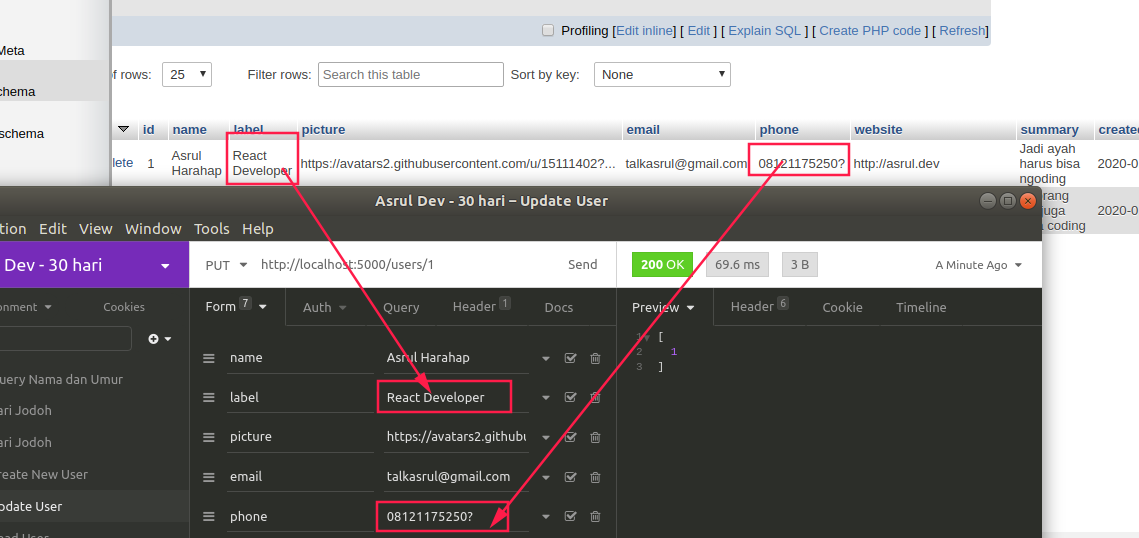 Profiling [Edit inline] [ Edit ] [ Explain SQL ] [ Create PHP code ] [ Refresh]
Meta
of rows: 25 Filter rows: Search this table Sort by key: None
chema
schema
id name label picture email phone website summary created
lete 1 Asrul Harahap React Developer https://avatars2.githubusercontent.com/u/15111402?... talkasrul@gmail.com 08121175250? http://asrul.dev Jadi ayah harus bisa ngoding 2020-0
rang
juga
coding
2020-0
Asrul Dev - 30 hari – Update User
tion Edit View Window Tools Help
Dev - 30 hari PUT http://localhost:5000/users/1 Send 200 OK 69.6 ms 3 B A Minute Ago
onment Cookies Form 7 Auth Query Header 1 Docs Preview Header 6 Cookie Timeline
1 [
2 1
3 ]
name Asrul Harahap
uery Nama dan Umur
label React Developer
ari Jodoh
picture https://avatars2.githubu
ari Jodoh
email talkasrul@gmail.com
reate New User
pdate User
phone 08121175250?